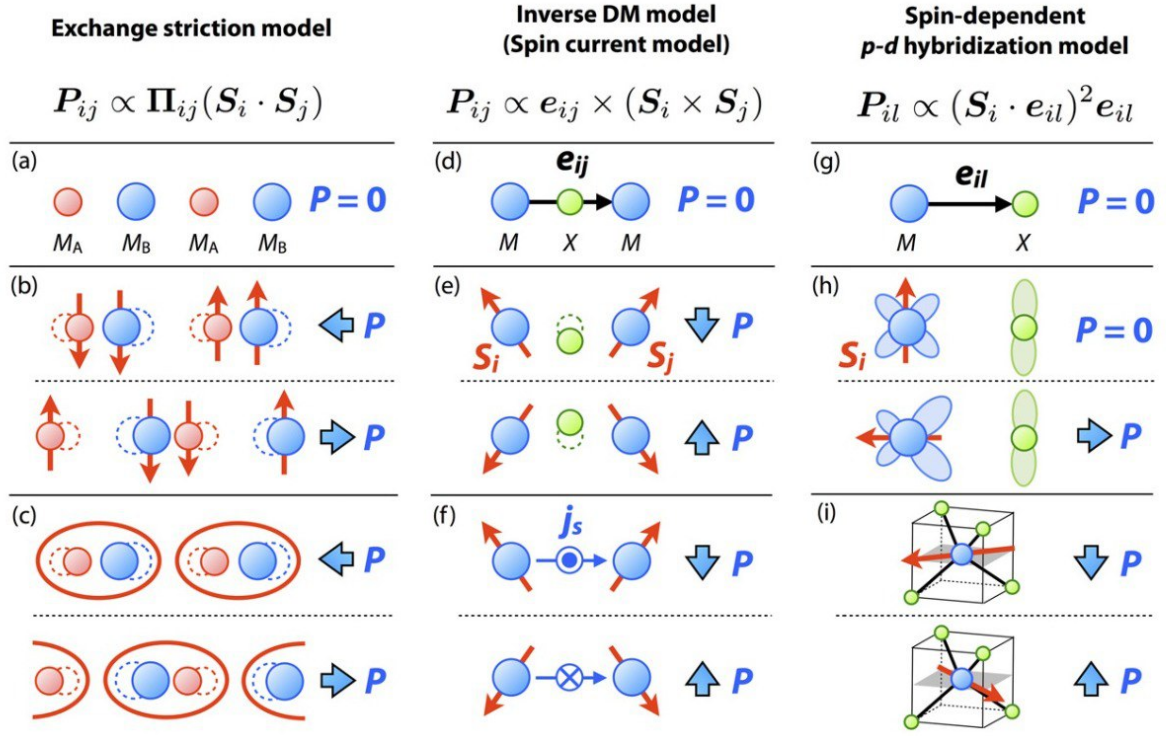 Exchange striction model
P_ij ∝ Π_ij(S_i · S_j)
(a)
P = 0
M_A M_B M_A M_B
(b)
P
P
(c)
P
P
Inverse DM model
(Spin current model)
P_ij ∝ e_ij × (S_i × S_j)
(d)
e_ij
P = 0
M X M
(e)
P
S_i S_j
P
(f)
j_s
P
P
Spin-dependent
p-d hybridization model
P_il ∝ (S_i · e_il)² e_il
(g)
e_il
P = 0
M X
(h)
P = 0
S_i
P
(i)
P
P